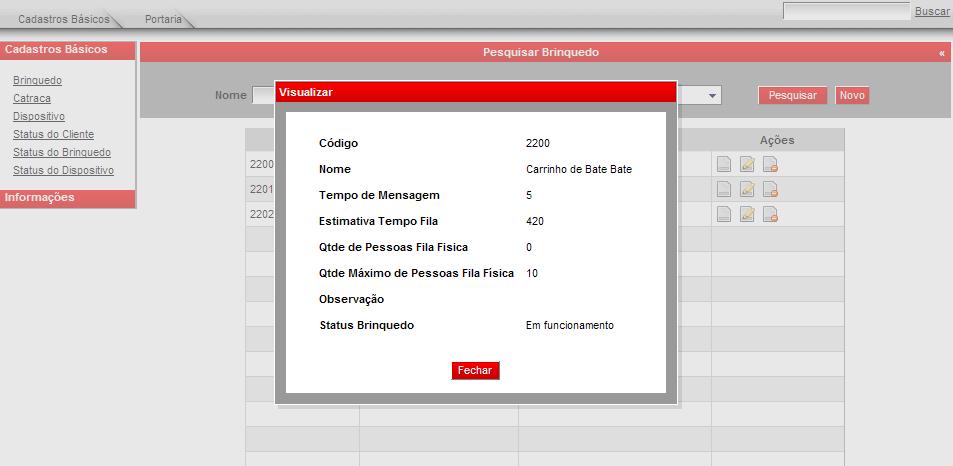 Cadastros Básicos Portaria Buscar
Cadastros Básicos
Brinquedo
Catraca
Dispositivo
Status do Cliente
Status do Brinquedo
Status do Dispositivo
Informações
Pesquisar Brinquedo «
Nome Pesquisar Novo
Ações
2200
2201
2202
Visualizar
Código 2200
Nome Carrinho de Bate Bate
Tempo de Mensagem 5
Estimativa Tempo Fila 420
Qtde de Pessoas Fila Fisica 0
Qtde Máximo de Pessoas Fila Física 10
Observação
Status Brinquedo Em funcionamento
Fechar